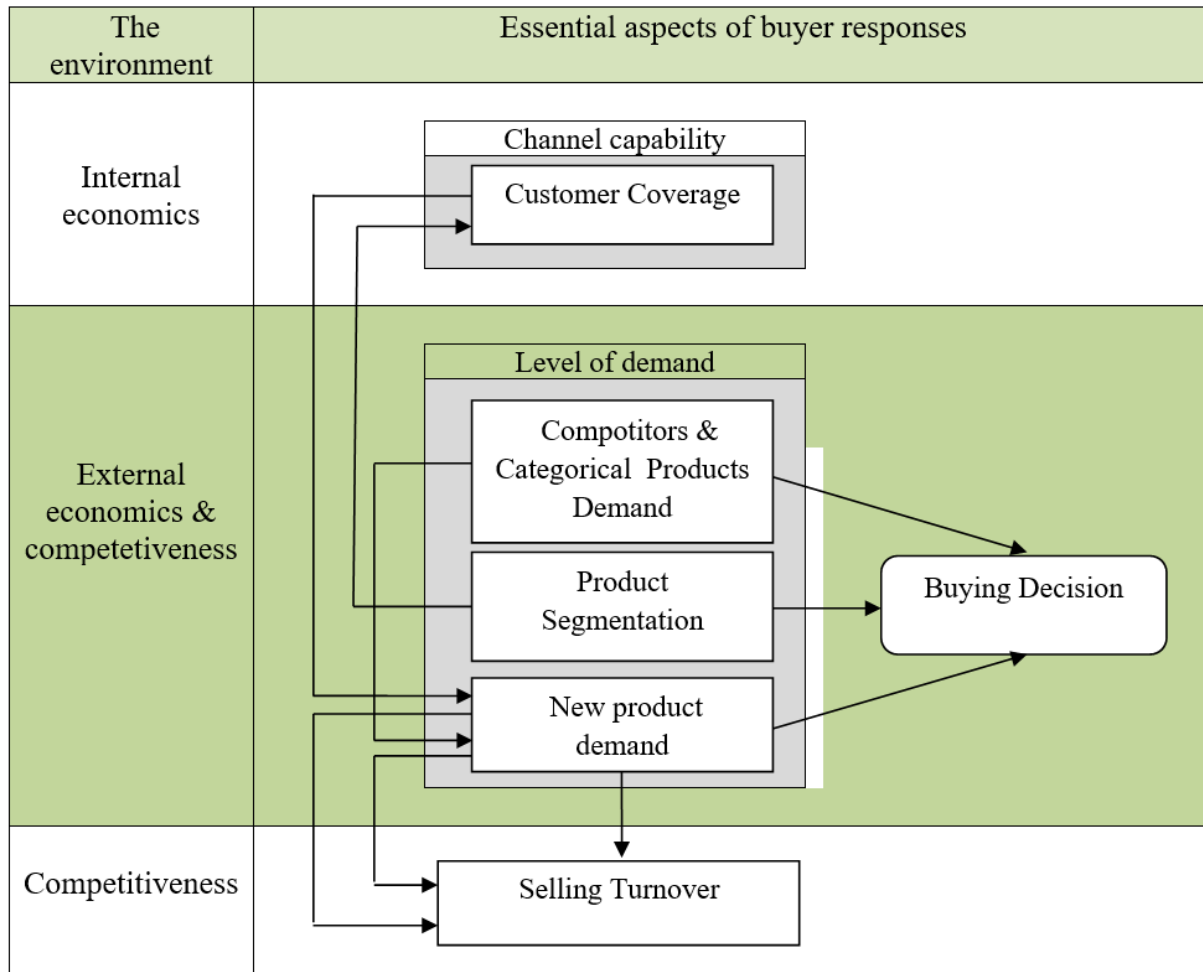 The
environment
Essential aspects of buyer responses
Internal
economics
Channel capability
Customer Coverage
External
economics &
competetiveness
Level of demand
Compotitors &
Categorical Products
Demand
Product
Segmentation
New product
demand
Buying Decision
Competitiveness
Selling Turnover